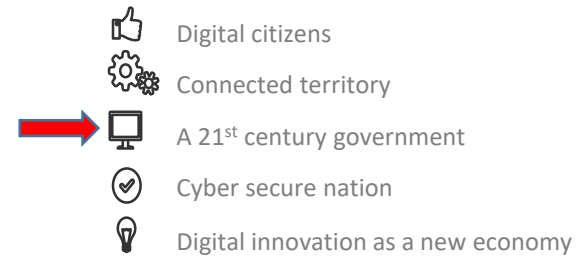 Digital citizens
Connected territory
A 21st century government
Cyber secure nation
Digital innovation as a new economy